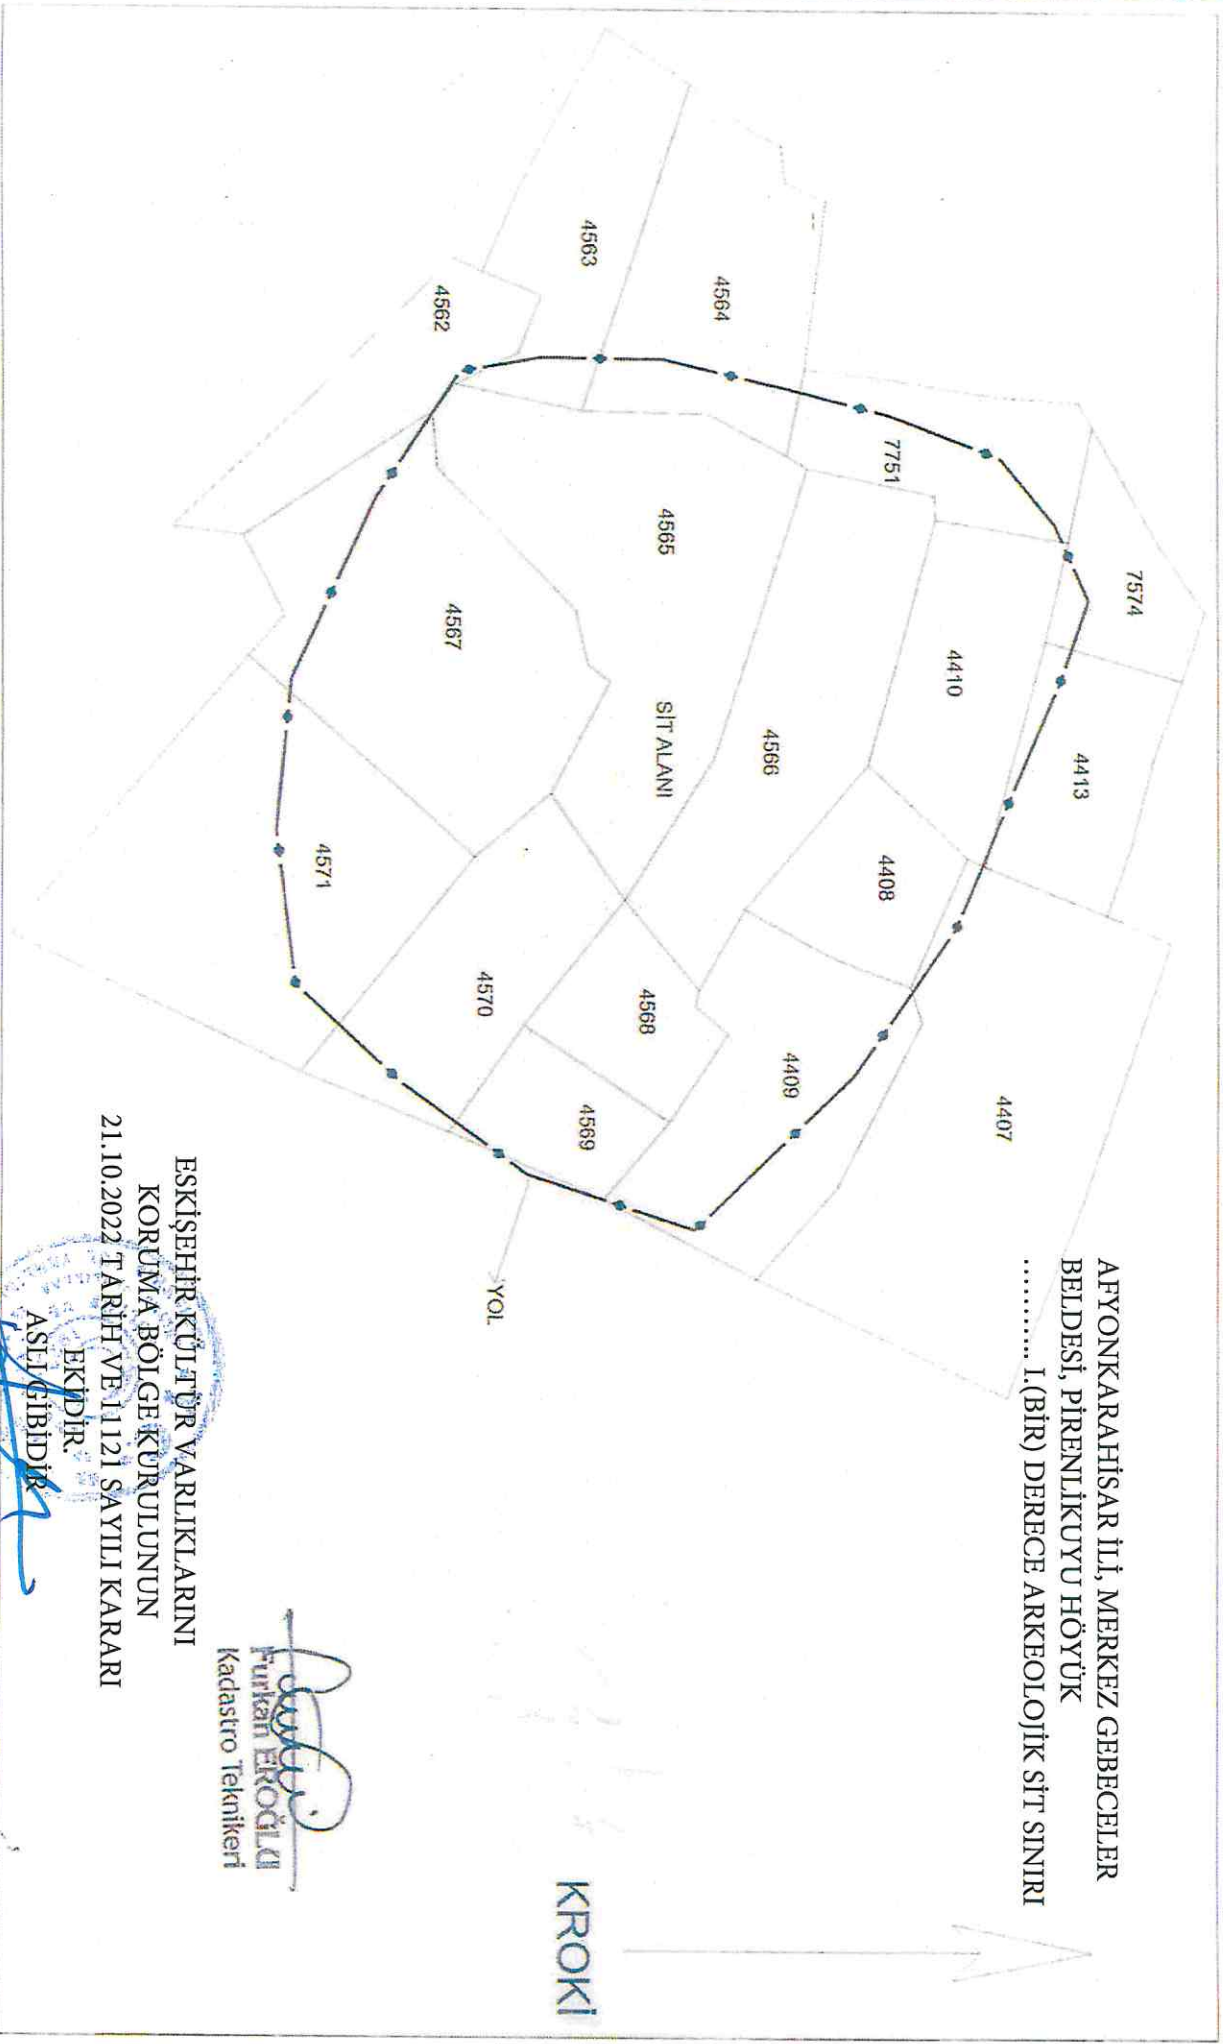 AFYONKARAHİSAR İLİ, MERKEZ GEBECELER
BELDESİ, PİRENLİKUYU HÖYÜK
........... I.(BİR) DERECE ARKEOLOJİK SİT SINIRI
7574
4413
4407
4410
7751
4408
4566
4409
4564
4565
SİT ALANI
4568
4563
4569
4567
4570
YOL
4562
4571
KROKİ
Furkan EROĞLU
Kadastro Teknikeri
ESKİŞEHİR KÜLTÜR VARLIKLARINI
KORUMA BÖLGE KURULUNUN
21.10.2022 TARİH VE 11121 SAYILI KARARI
EKİDİR.
ASLI GİBİDİR